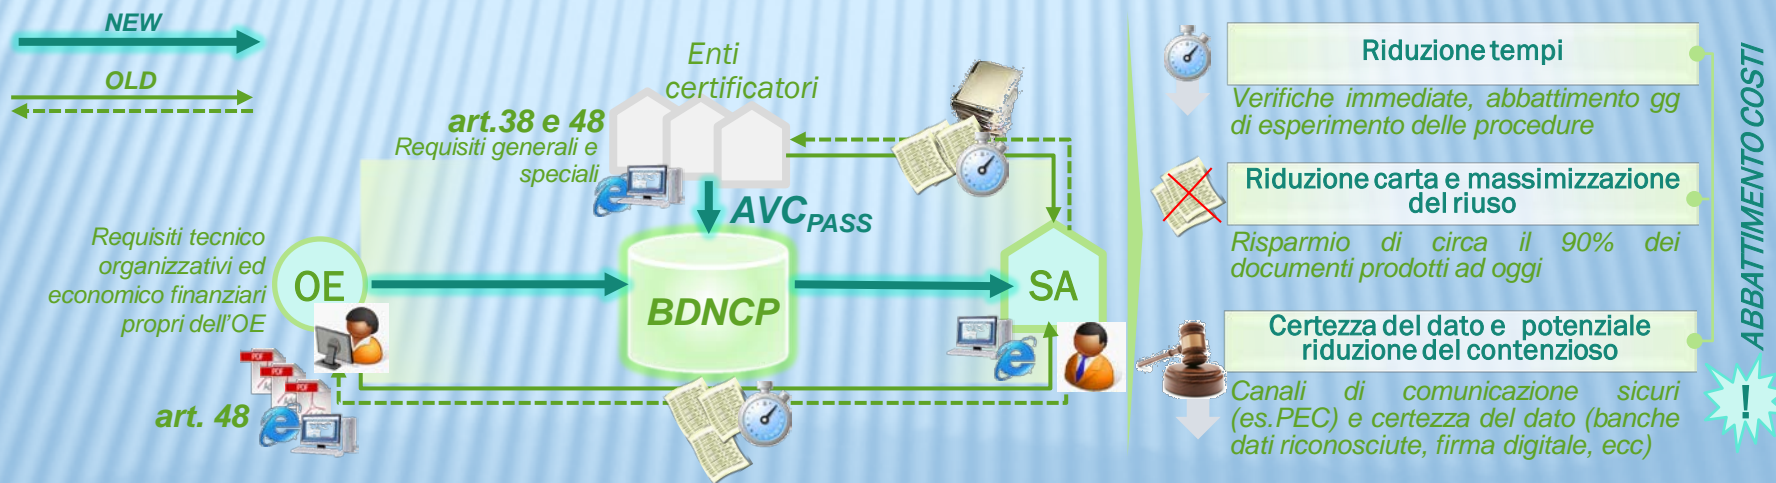 NEW
OLD
Enti
certificatori
art.38 e 48
Requisiti generali e
speciali
AVCPASS
Requisiti tecnico
organizzativi ed
economico finanziari
propri dell'OE
OE
BDNCP
SA
PDF
PDF
PDF
art. 48
Riduzione tempi
Verifiche immediate, abbattimento gg
di esperimento delle procedure
Riduzione carta e massimizzazione
del riuso
Risparmio di circa il 90% dei
documenti prodotti ad oggi
Certezza del dato e potenziale
riduzione del contenzioso
Canali di comunicazione sicuri
(es.PEC) e certezza del dato (banche
dati riconosciute, firma digitale, ecc)
ABBATTIMENTO COSTI
!